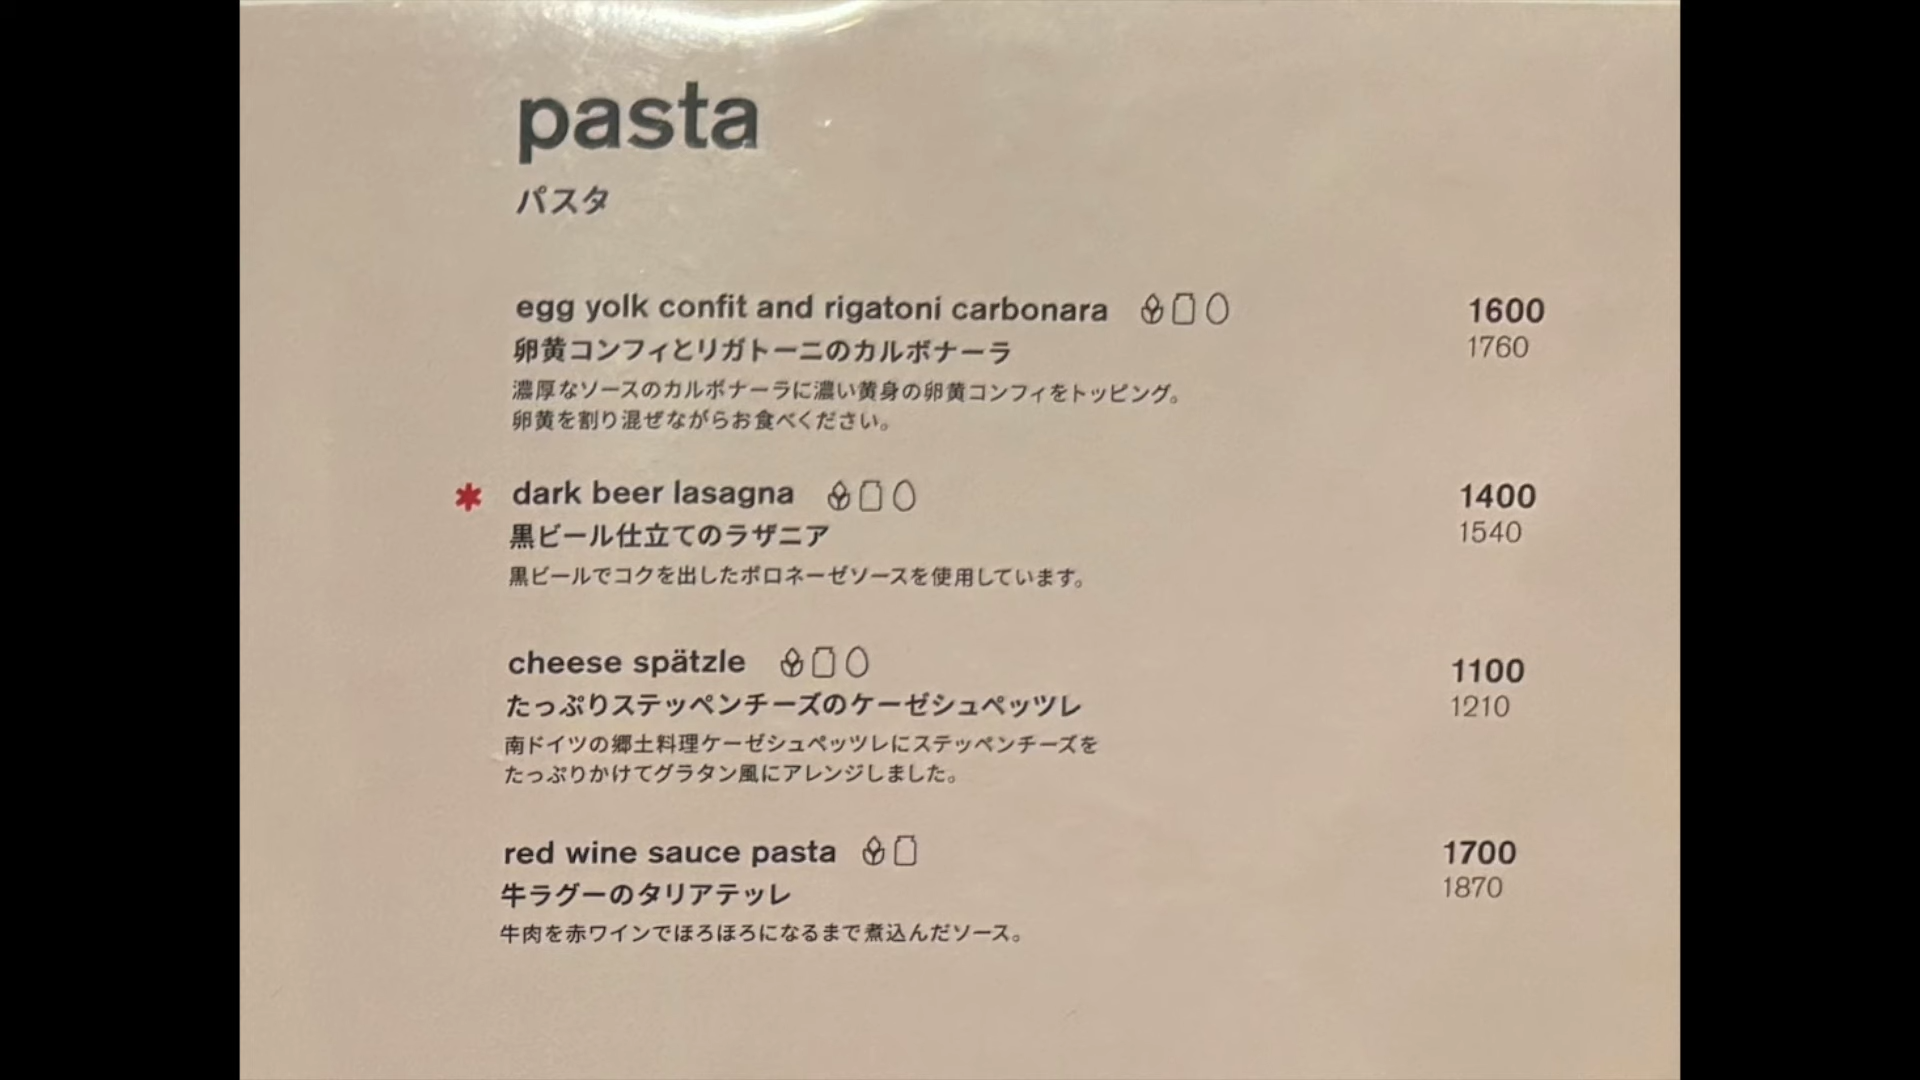 pasta
パスタ
egg yolk confit and rigatoni carbonara 1600
卵黄コンフィとリガトーニのカルボナーラ 1760
濃厚なソースのカルボナーラに濃い黄身の卵黄コンフィをトッピング。
卵黄を割り混ぜながらお食べください。
* dark beer lasagna 1400
黒ビール仕立てのラザニア 1540
黒ビールでコクを出したボロネーゼソースを使用しています。
cheese spätzle 1100
たっぷりステッペンチーズのケーゼシュペッツレ 1210
南ドイツの郷土料理ケーゼシュペッツレにステッペンチーズを
たっぷりかけてグラタン風にアレンジしました。
red wine sauce pasta 1700
牛ラグーのタリアテッレ 1870
牛肉を赤ワインでほろほろになるまで煮込んだソース。